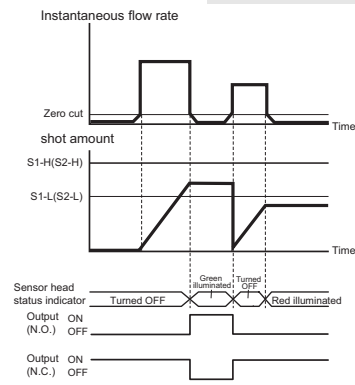 Instantaneous flow rate
Zero cut
Time
shot amount
S1-H(S2-H)
S1-L(S2-L)
Time
Sensor head
status indicator
Turned OFF
Green
illuminated
Turned
OFF
Red illuminated
Output ON
(N.O.) OFF
Output ON
(N.C.) OFF